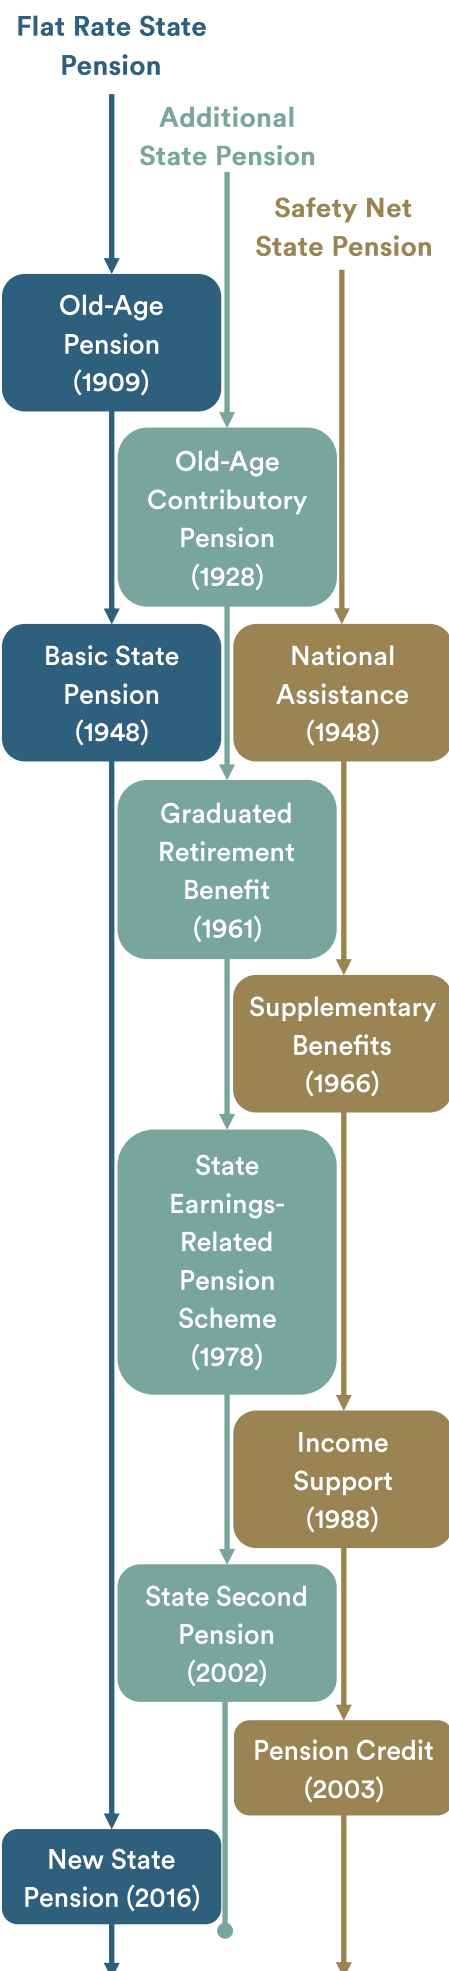 Flat Rate State
Pension
Additional
State Pension
Safety Net
State Pension
Old-Age
Pension
(1909)
Old-Age
Contributory
Pension
(1928)
Basic State
Pension
(1948)
National
Assistance
(1948)
Graduated
Retirement
Benefit
(1961)
Supplementary
Benefits
(1966)
State
Earnings-
Related
Pension
Scheme
(1978)
Income
Support
(1988)
State Second
Pension
(2002)
Pension Credit
(2003)
New State
Pension (2016)